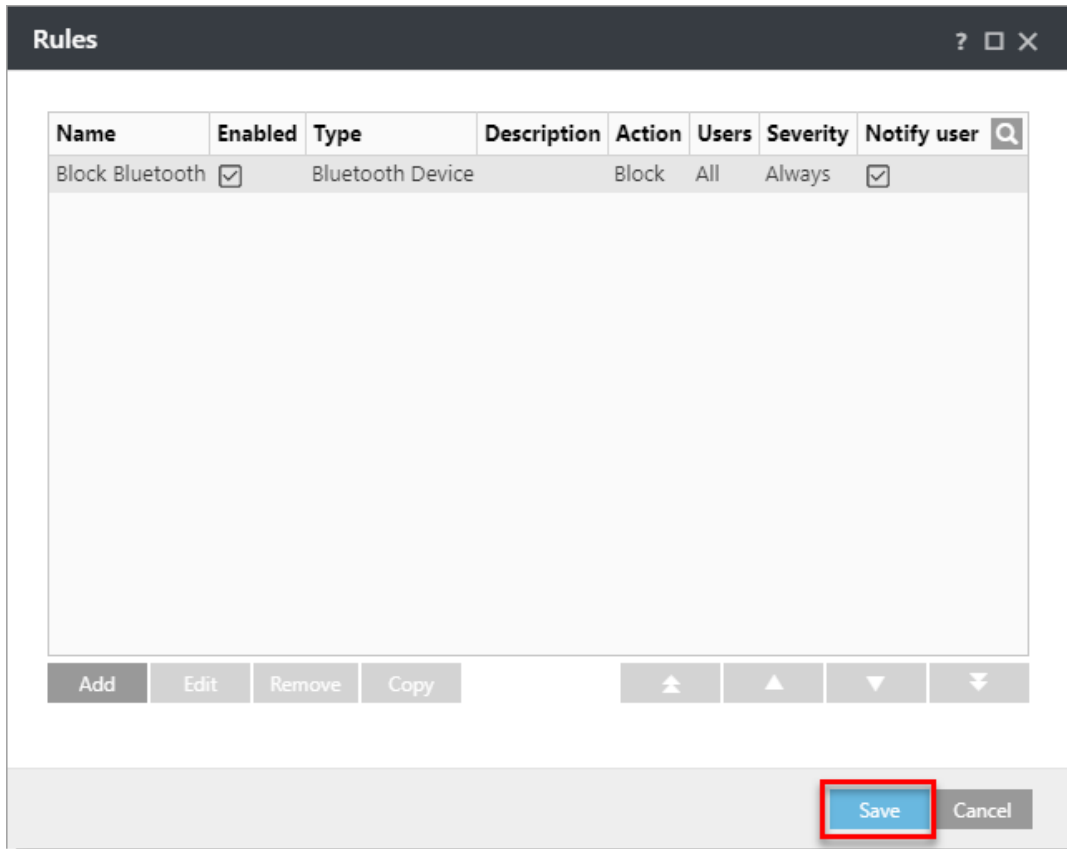 Rules ?
Name Enabled Type Description Action Users Severity Notify user
Block Bluetooth Bluetooth Device Block All Always
Add Edit Remove Copy
Save Cancel